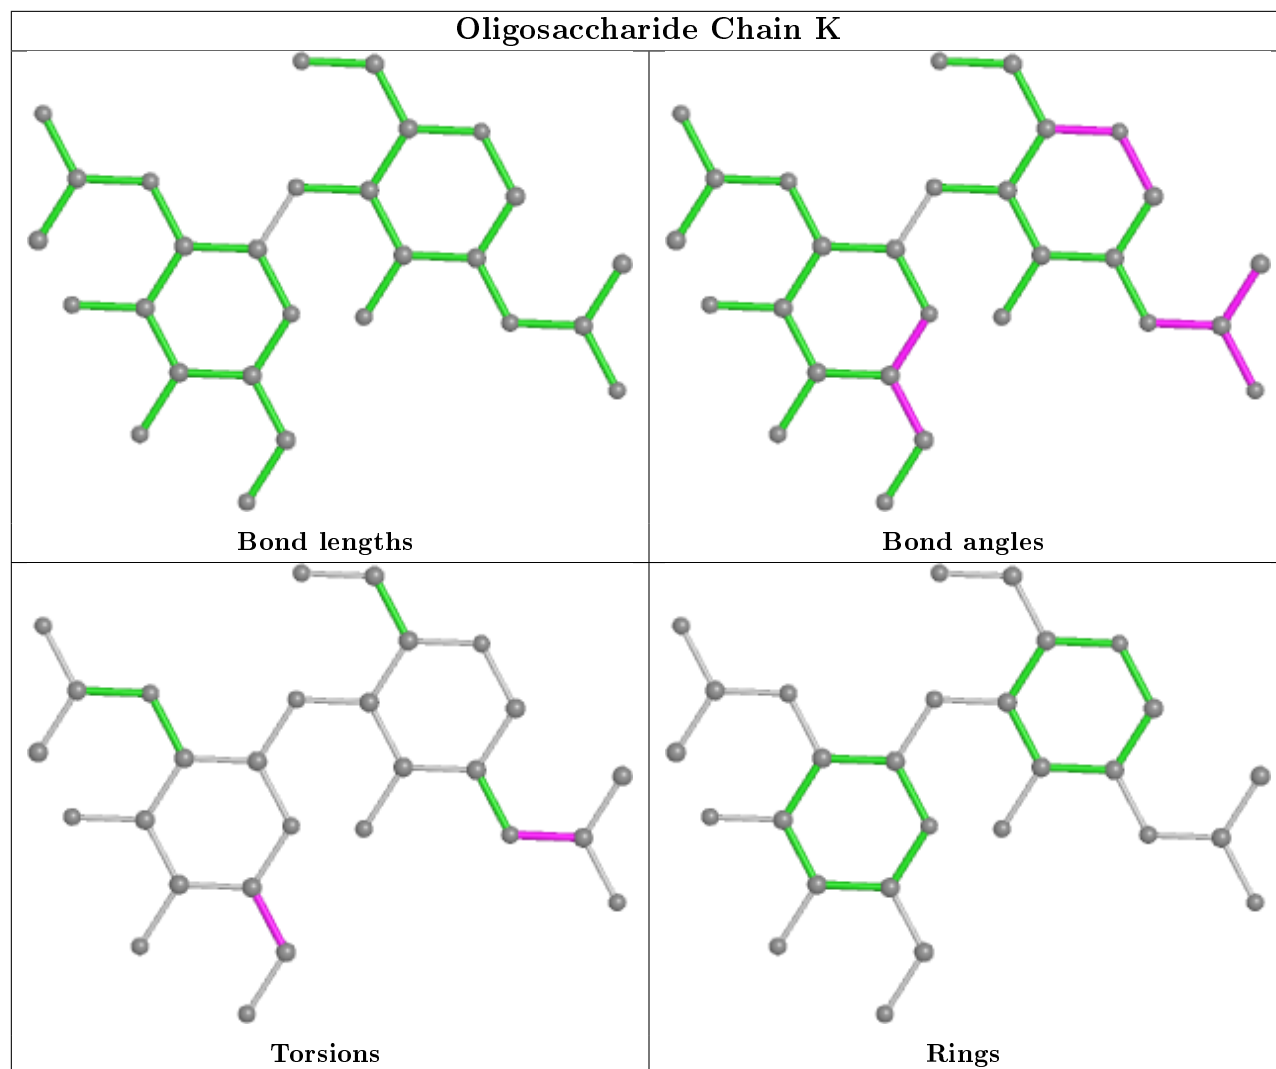 Oligosaccharide Chain K
Bond lengths
Bond angles
Torsions
Rings